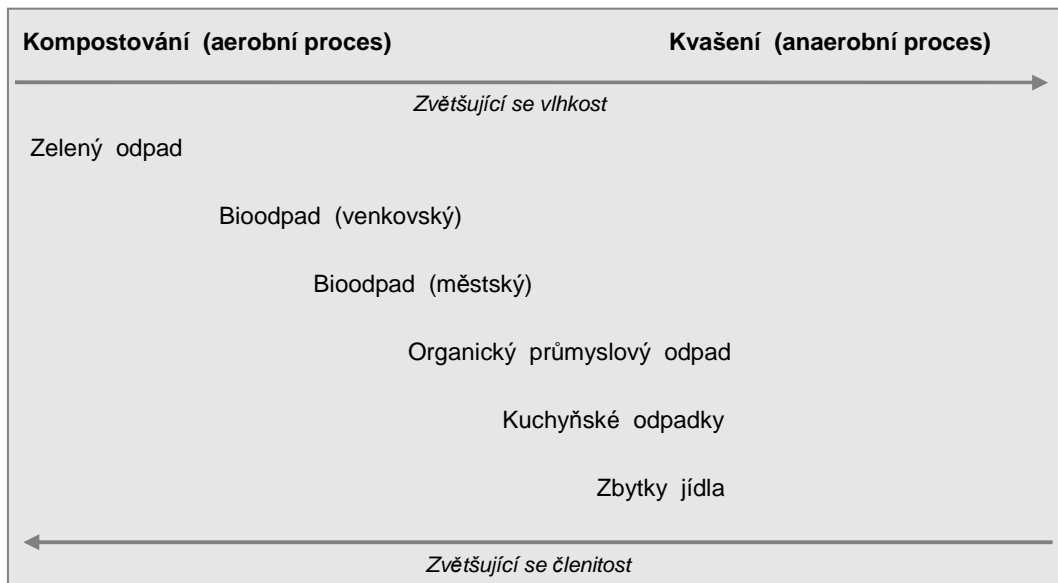 Kompostování (aerobní proces) Kvašení (anaerobní proces)
Zvětšující se vlhkost
Zelený odpad
Bioodpad (venkovský)
Bioodpad (městský)
Organický průmyslový odpad
Kuchyňské odpadky
Zbytky jídla
Zvětšující se členitost